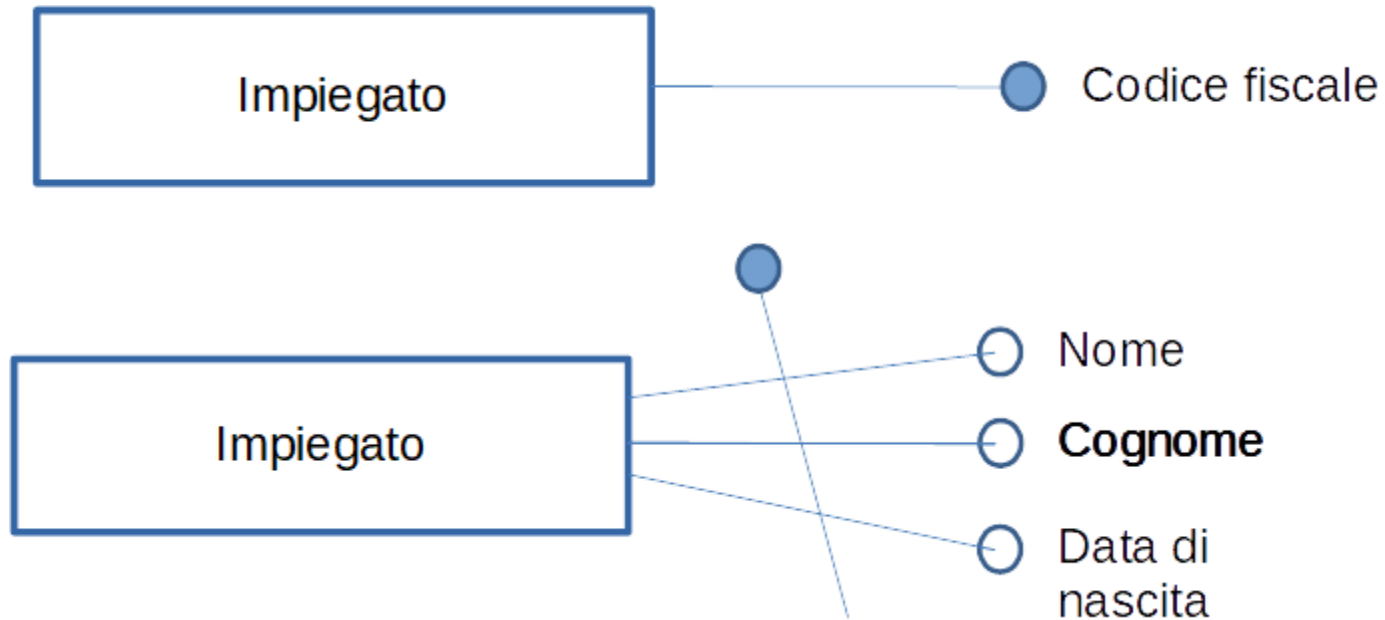 Impiegato
Codice fiscale
Impiegato
Nome
Cognome
Data di
nascita